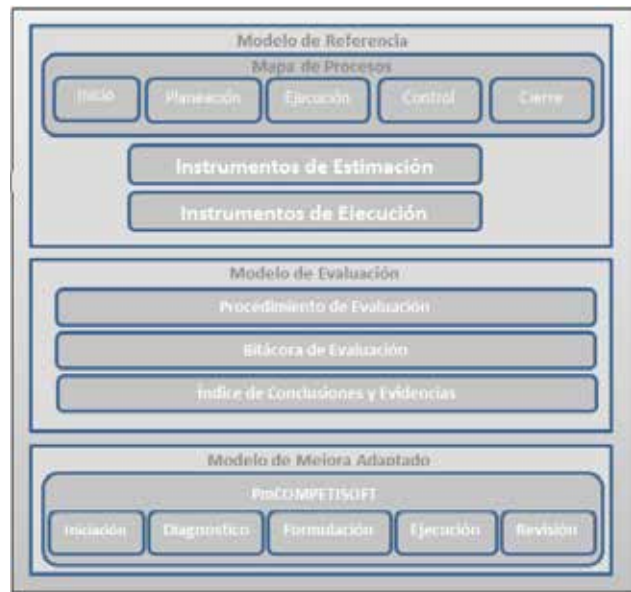 Modelo de Referencia
Mapa de Procesos
Inicio Planeación Ejecución Control Cierre
Instrumentos de Estimación
Instrumentos de Ejecución
Modelo de Evaluación
Procedimiento de Evaluación
Bitácora de Evaluación
Índice de Conclusiones y Evidencias
Modelo de Mejora Adaptado
PmCOMPETISOFT
Iniciación Diagnostico Formulación Ejecución Revisión